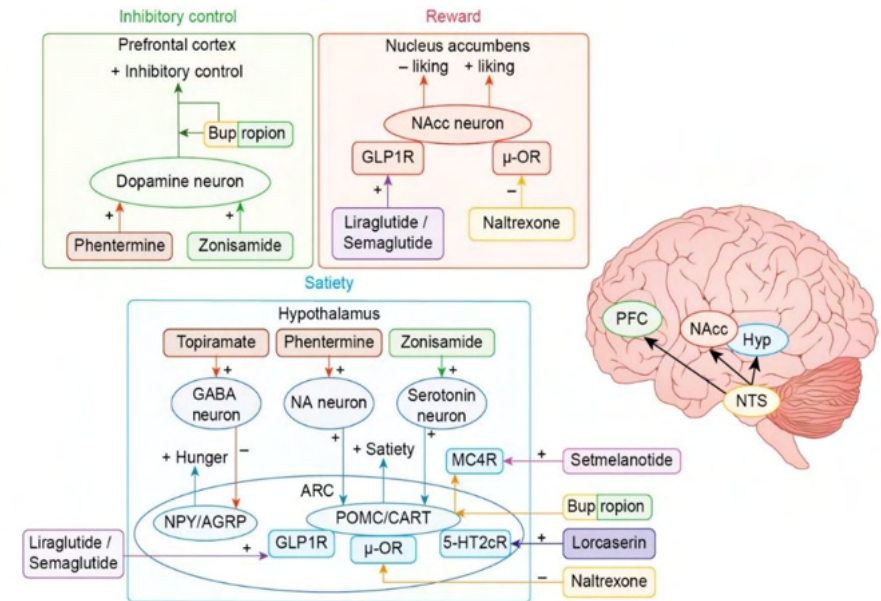 Inhibitory control
Prefrontal cortex
+ Inhibitory control
Bupropion
Dopamine neuron
+
+
Phentermine
Zonisamide
Reward
Nucleus accumbens
– liking
+ liking
NAcc neuron
GLP1R
μ-OR
+
–
Liraglutide /
Semaglutide
Naltrexone
Satiety
Hypothalamus
Topiramate
Phentermine
Zonisamide
+
+
+
GABA
neuron
NA neuron
Serotonin
neuron
–
+
+
+ Hunger
+ Satiety
MC4R
+
Setmelanotide
ARC
NPY/AGRP
POMC/CART
Bupropion
Liraglutide /
Semaglutide
+
GLP1R
μ-OR
5-HT2cR
+
Lorcaserin
–
Naltrexone
PFC
NAcc
Hyp
NTS